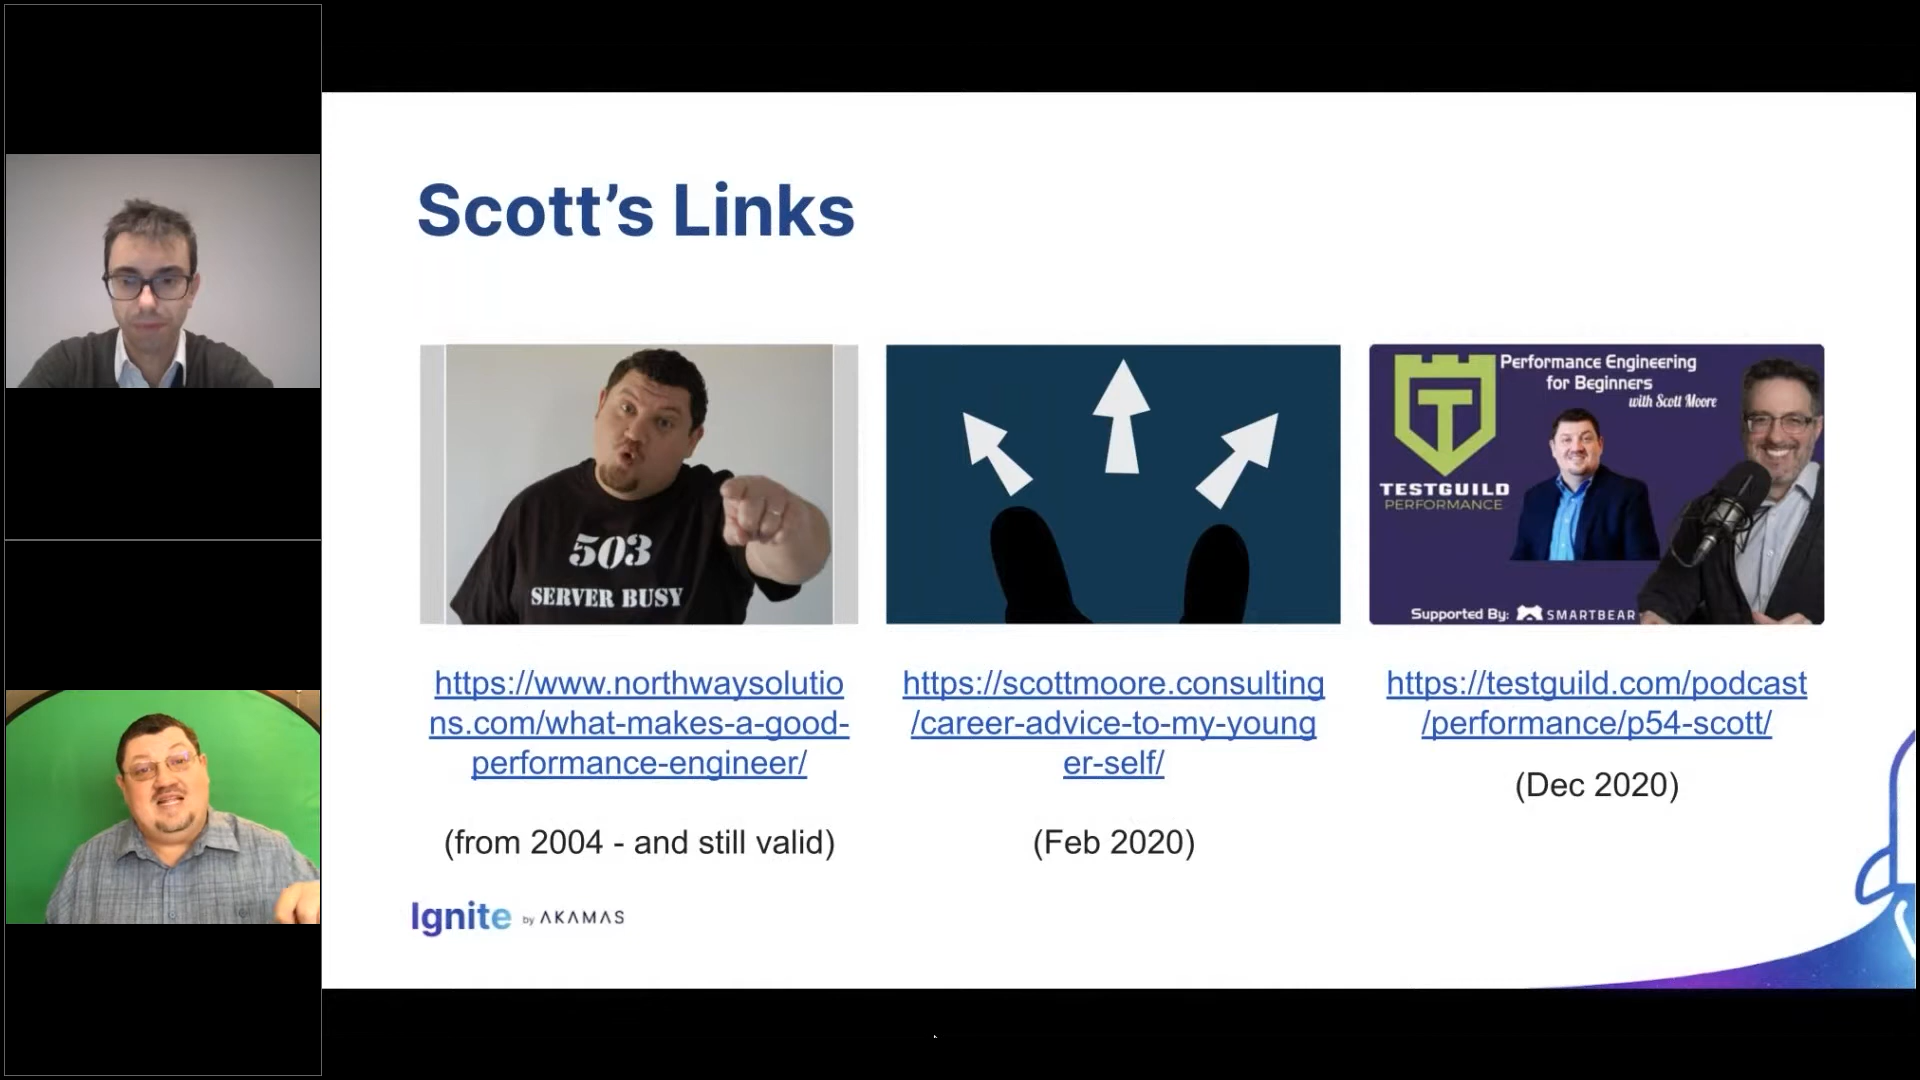 Scott’s Links
503
SERVER BUSY
Performance Engineering
for Beginners
with Scott Moore
T
TESTGUILD
PERFORMANCE
Supported By: SMARTBEAR
https://www.northwaysolutio
ns.com/what-makes-a-good-
performance-engineer/
(from 2004 - and still valid)
https://scottmoore.consulting
/career-advice-to-my-young
er-self/
(Feb 2020)
https://testguild.com/podcast
/performance/p54-scott/
(Dec 2020)
Ignite by AKAMAS